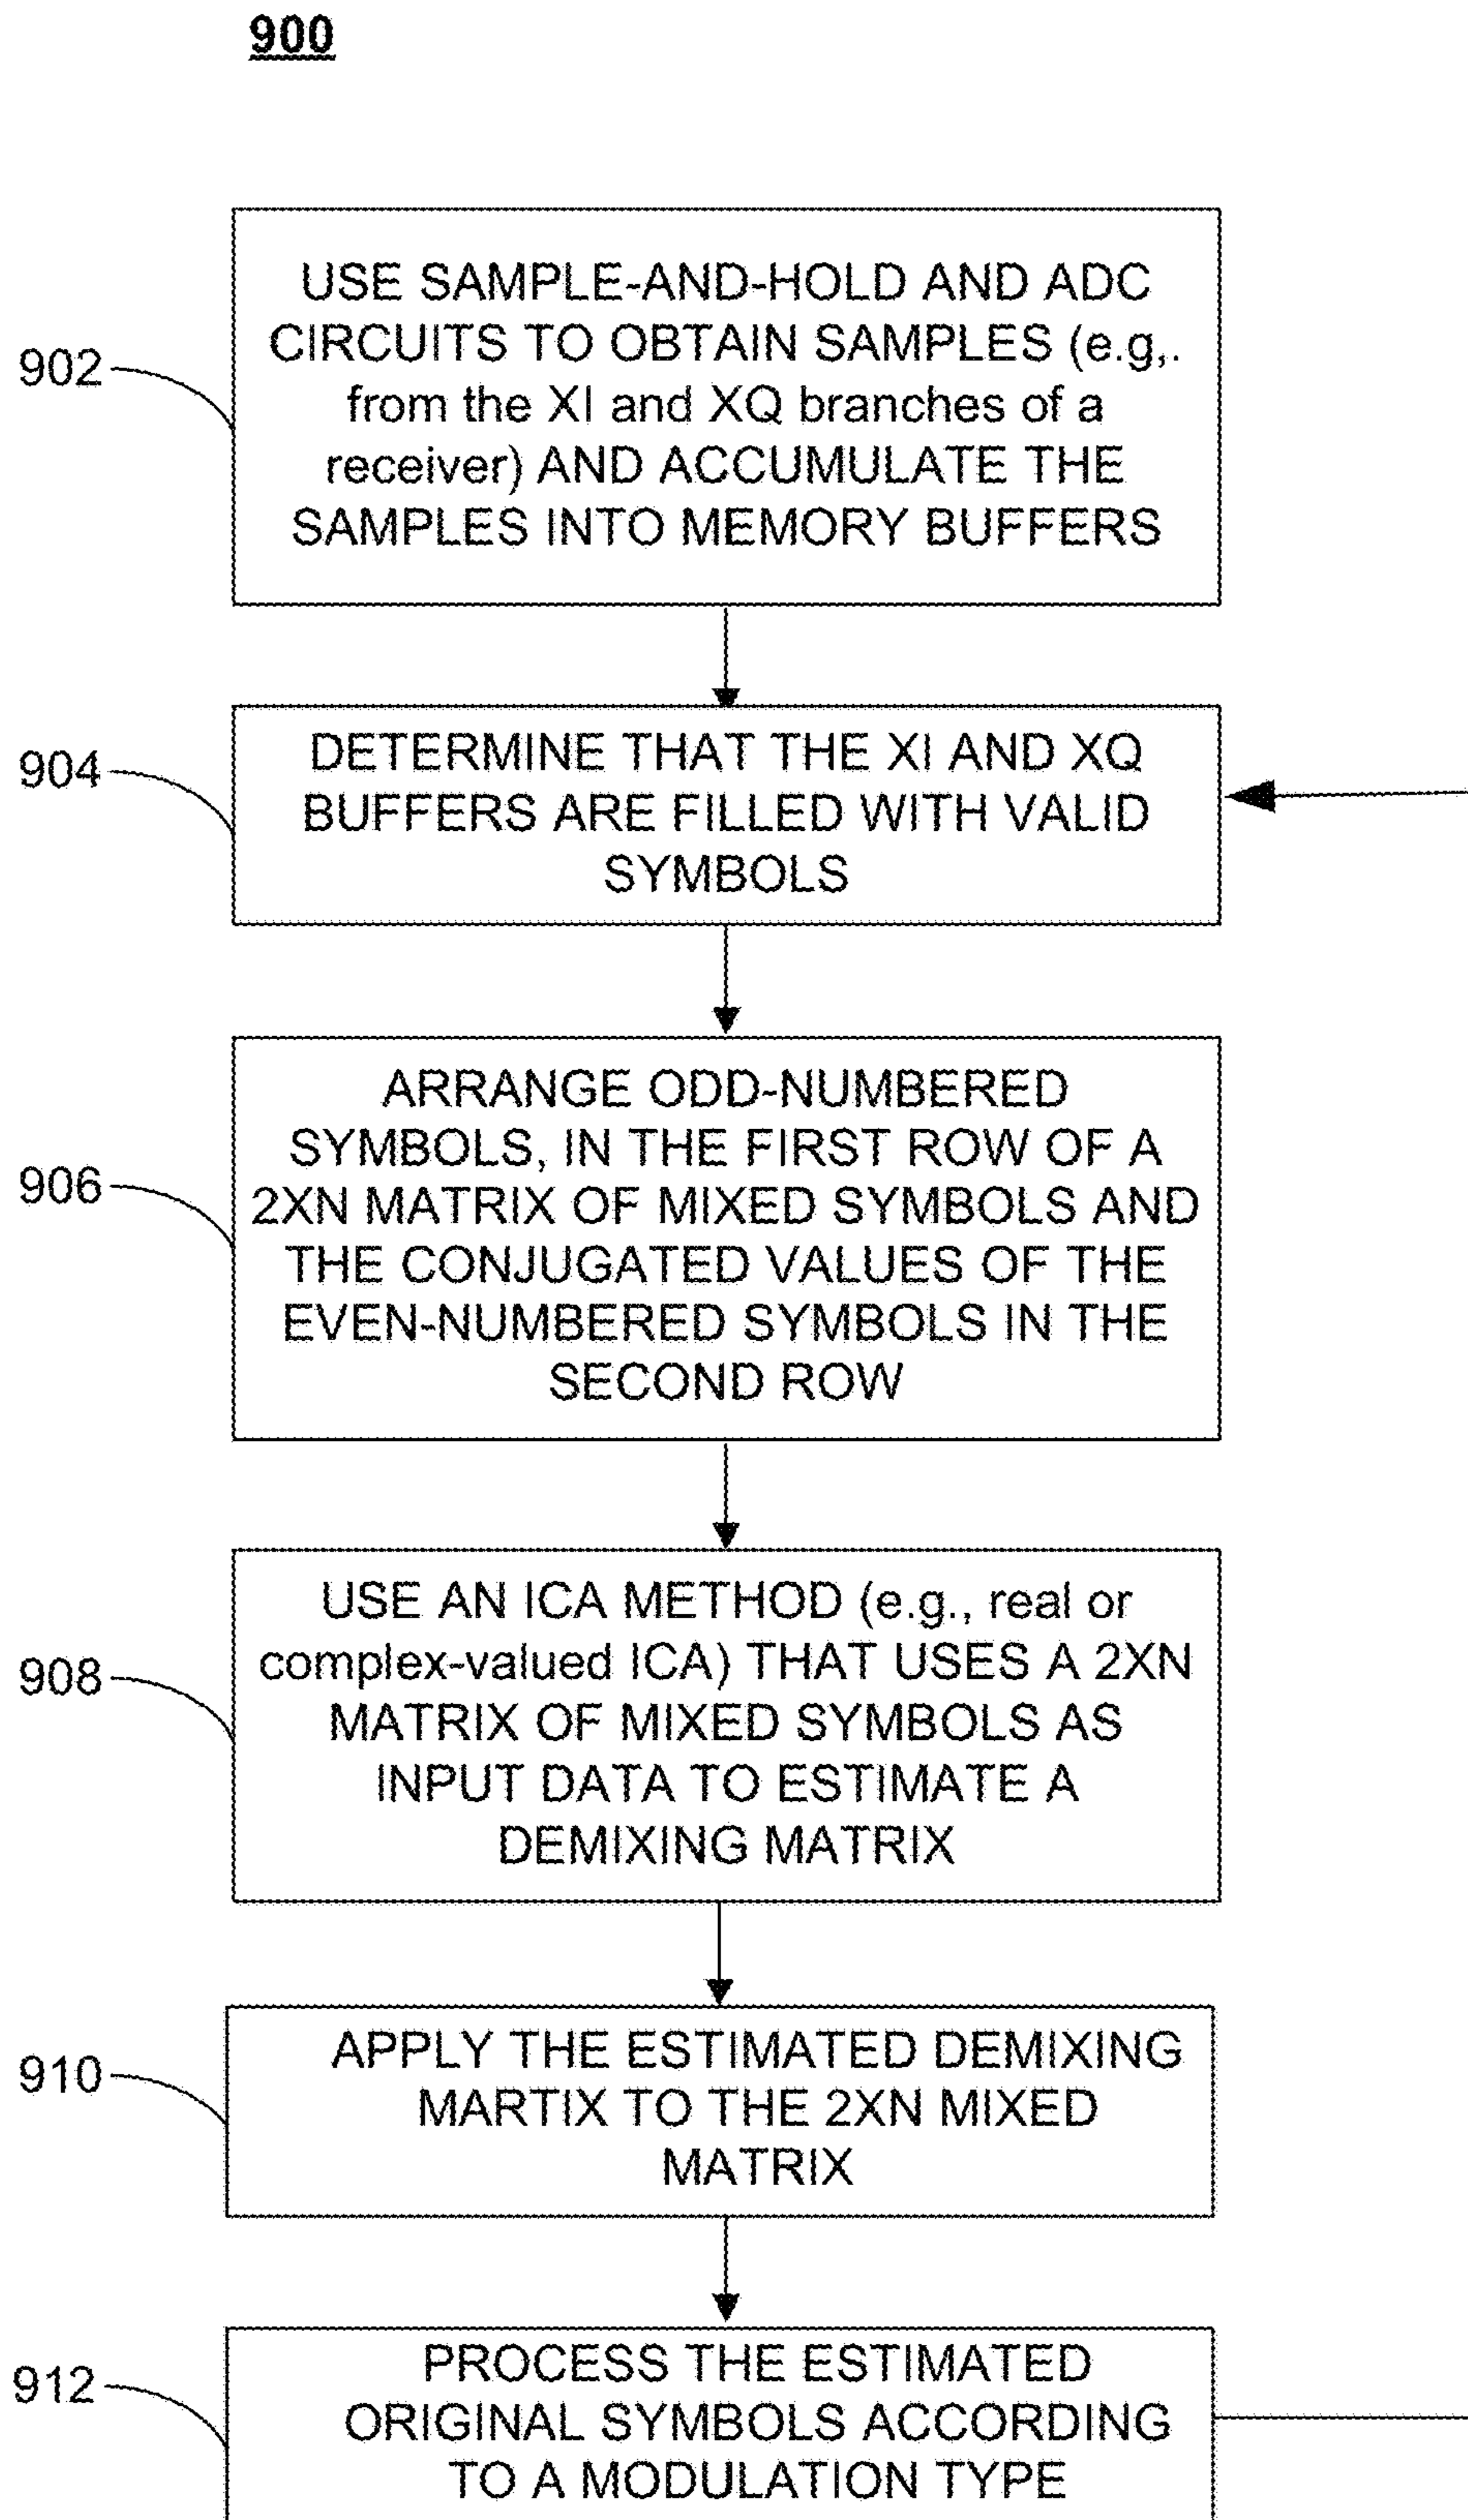 900
902
USE SAMPLE-AND-HOLD AND ADC
CIRCUITS TO OBTAIN SAMPLES (e.g,.
from the XI and XQ branches of a
receiver) AND ACCUMULATE THE
SAMPLES INTO MEMORY BUFFERS
904
DETERMINE THAT THE XI AND XQ
BUFFERS ARE FILLED WITH VALID
SYMBOLS
906
ARRANGE ODD-NUMBERED
SYMBOLS, IN THE FIRST ROW OF A
2XN MATRIX OF MIXED SYMBOLS AND
THE CONJUGATED VALUES OF THE
EVEN-NUMBERED SYMBOLS IN THE
SECOND ROW
908
USE AN ICA METHOD (e.g., real or
complex-valued ICA) THAT USES A 2XN
MATRIX OF MIXED SYMBOLS AS
INPUT DATA TO ESTIMATE A
DEMIXING MATRIX
910
APPLY THE ESTIMATED DEMIXING
MARTIX TO THE 2XN MIXED
MATRIX
912
PROCESS THE ESTIMATED
ORIGINAL SYMBOLS ACCORDING
TO A MODULATION TYPE